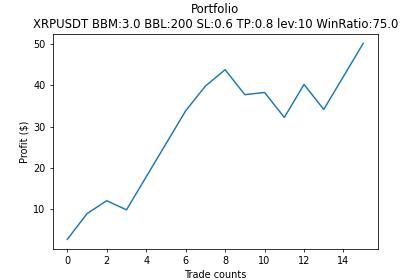 Portfolio
XRPUSDT BBM:3.0 BBL:200 SL:0.6 TP:0.8 lev:10 WinRatio:75.0
50
40
30
20
10
Profit ($)
0 2 4 6 8 10 12 14
Trade counts